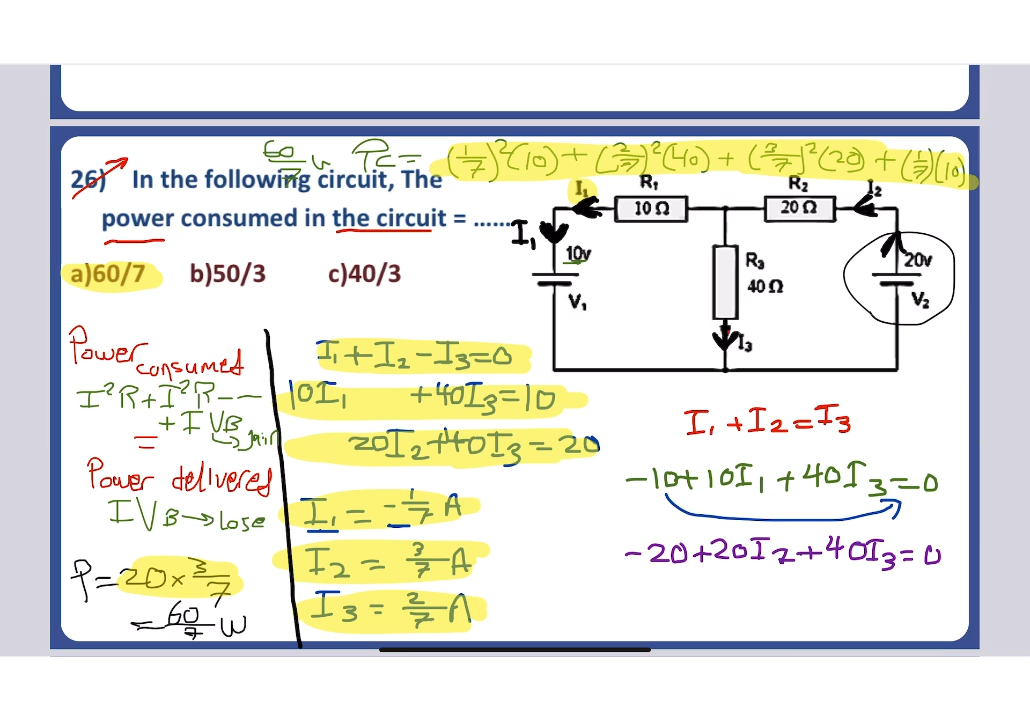 60/7 W Pc = (1/7)²(10) + (2/7)²(40) + (3/7)²(20) + (1/7)(10)
26) In the following circuit, The
power consumed in the circuit = ......
a)60/7 b)50/3 c)40/3
I₁ R₁ R₂ I₂
10 Ω 20 Ω
I₁ 10v R₃ 40 Ω 20v
V₁ V₂
I₃
Power consumed
I²R + I²R - -
+ I VB → gain
=
Power delivered
I VB → lose
P = 20 × 3/7
= 60/7 W
I₁ + I₂ - I₃ = 0
10I₁ + 40I₃ = 10
20I₂ + 40I₃ = 20
I₁ = -1/7 A
I₂ = 3/7 A
I₃ = 2/7 A
I₁ + I₂ = I₃
-10 + 10I₁ + 40I₃ = 0
-20 + 20I₂ + 40I₃ = 0